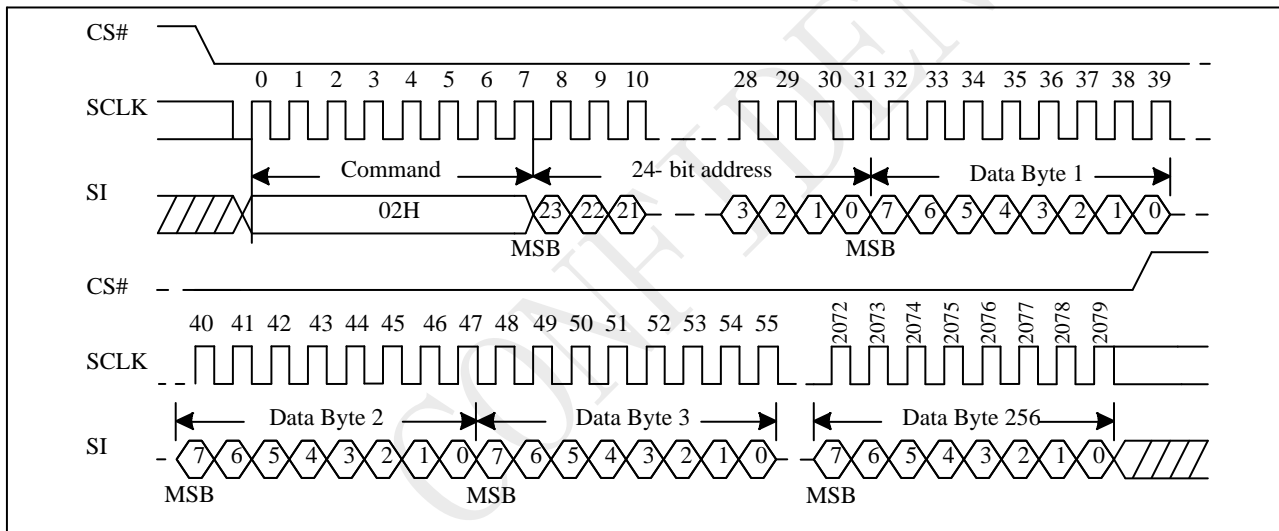 CS#
0 1 2 3 4 5 6 7 8 9 10 28 29 30 31 32 33 34 35 36 37 38 39
SCLK
Command 24- bit address Data Byte 1
SI
02H 23 22 21 3 2 1 0 7 6 5 4 3 2 1 0
MSB MSB
CS#
40 41 42 43 44 45 46 47 48 49 50 51 52 53 54 55 2072 2073 2074 2075 2076 2077 2078 2079
SCLK
Data Byte 2 Data Byte 3 Data Byte 256
SI
7 6 5 4 3 2 1 0 7 6 5 4 3 2 1 0 7 6 5 4 3 2 1 0
MSB MSB MSB
CONFIDEN